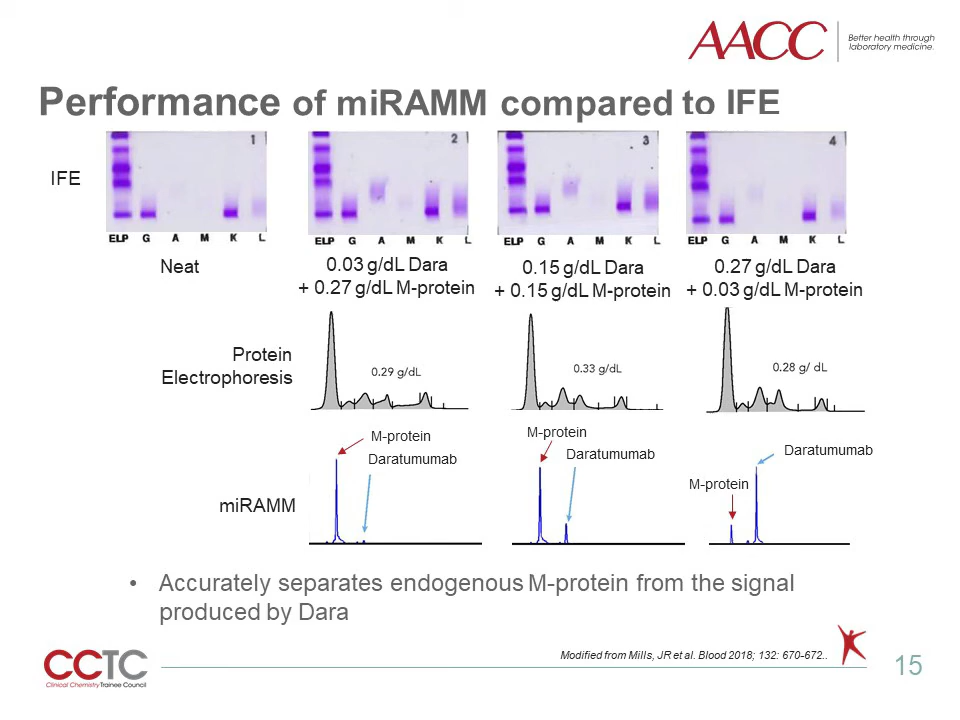 AACC
Better health through
laboratory medicine.
Performance of miRAMM compared to IFE
IFE
1
ELP G A M K L
2
ELP G A M K L
3
ELP G A M K L
4
ELP G A M K L
Neat
0.03 g/dL Dara
+ 0.27 g/dL M-protein
0.15 g/dL Dara
+ 0.15 g/dL M-protein
0.27 g/dL Dara
+ 0.03 g/dL M-protein
Protein
Electrophoresis
0.29 g/dL
0.33 g/dL
0.28 g/ dL
miRAMM
M-protein
Daratumumab
M-protein
Daratumumab
M-protein
Daratumumab
• Accurately separates endogenous M-protein from the signal
produced by Dara
CCTC
Clinical Chemistry Trainee Council
Modified from Mills, JR et al. Blood 2018; 132: 670-672..
15